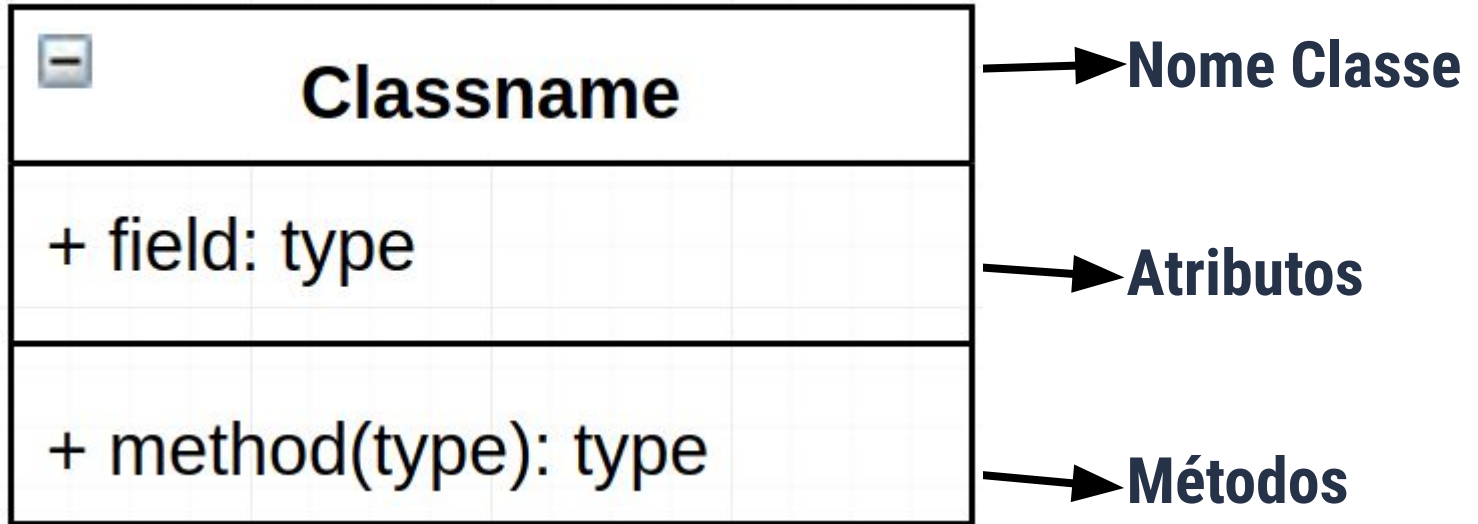 Classname
Nome Classe
+ field: type
Atributos
+ method(type): type
Métodos